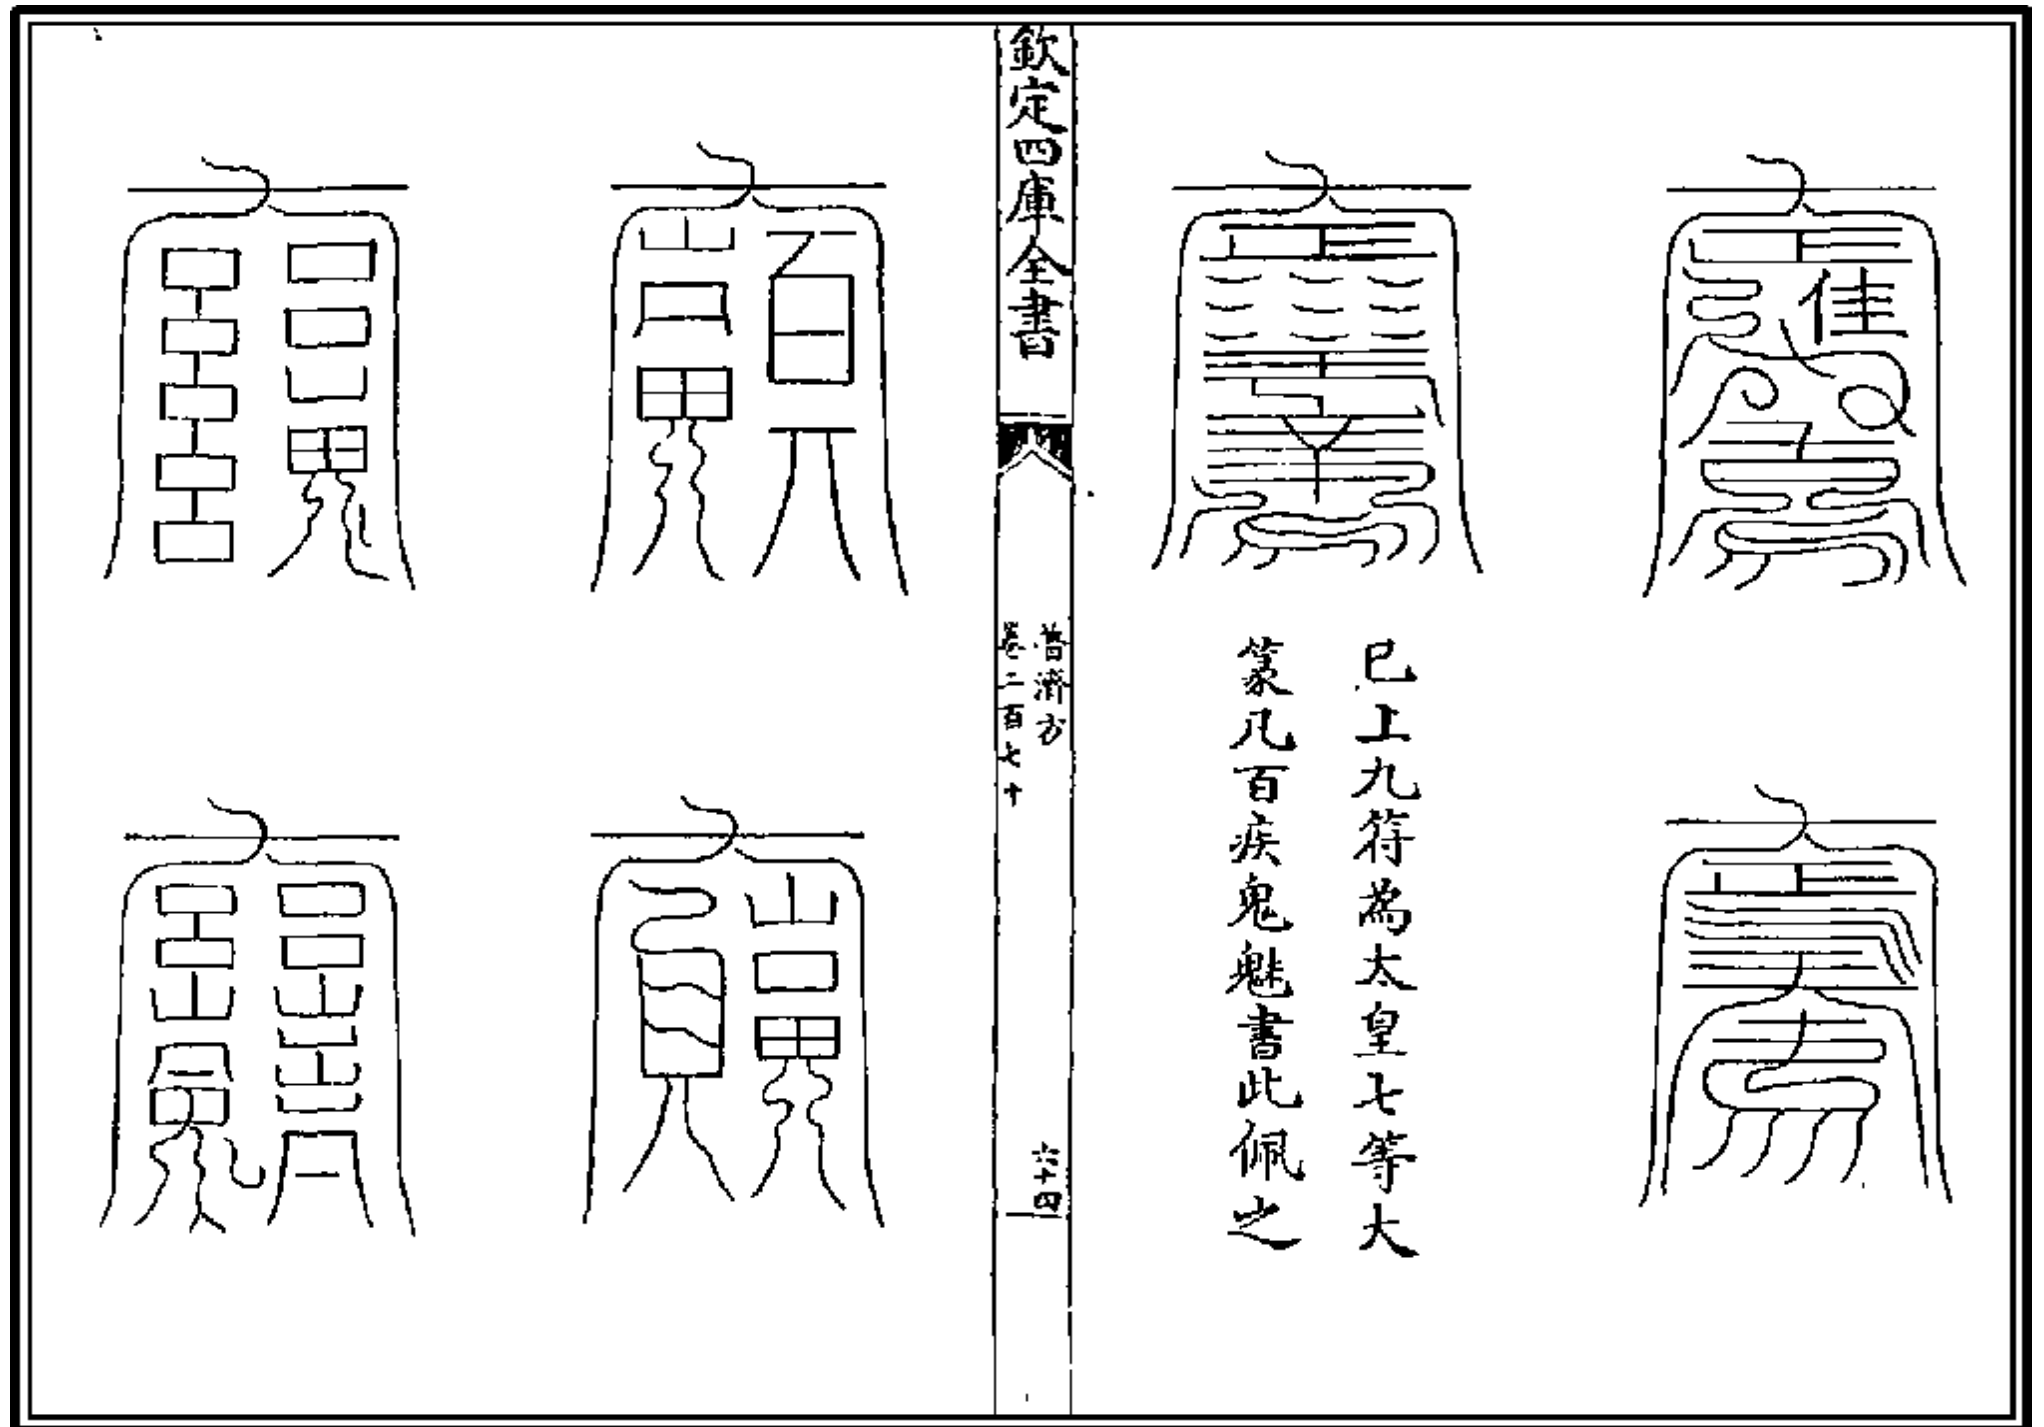 已上九符為太皇七等大
篆凡百疾鬼魅書此佩之
欽定四庫全書
普濟方
卷二百七十
六十四